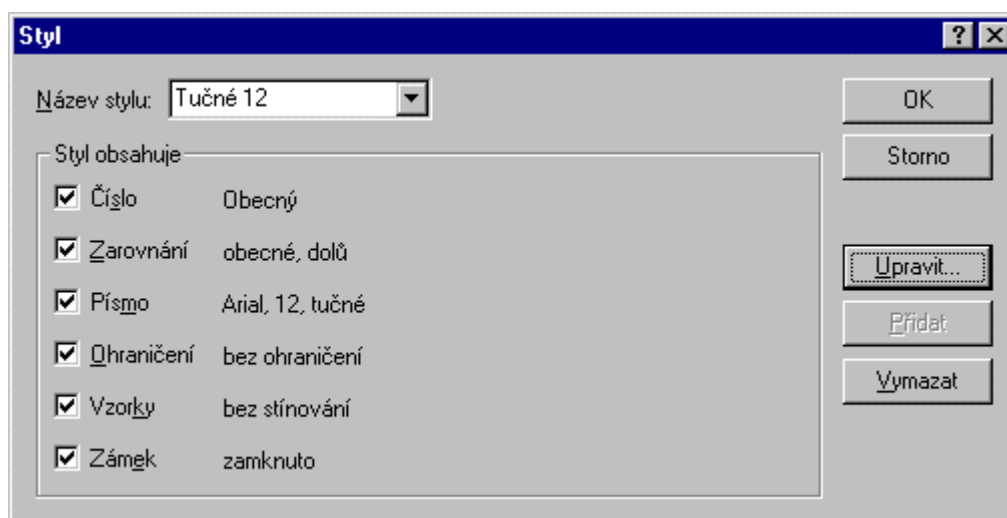 Styl
Název stylu: Tučné 12
OK
Styl obsahuje
Storno
Číslo Obecný
Zarovnání obecné, dolů
Upravit...
Písmo Arial, 12, tučné
Přidat
Ohraničení bez ohraničení
Vymazat
Vzorky bez stínování
Zámek zamknuto